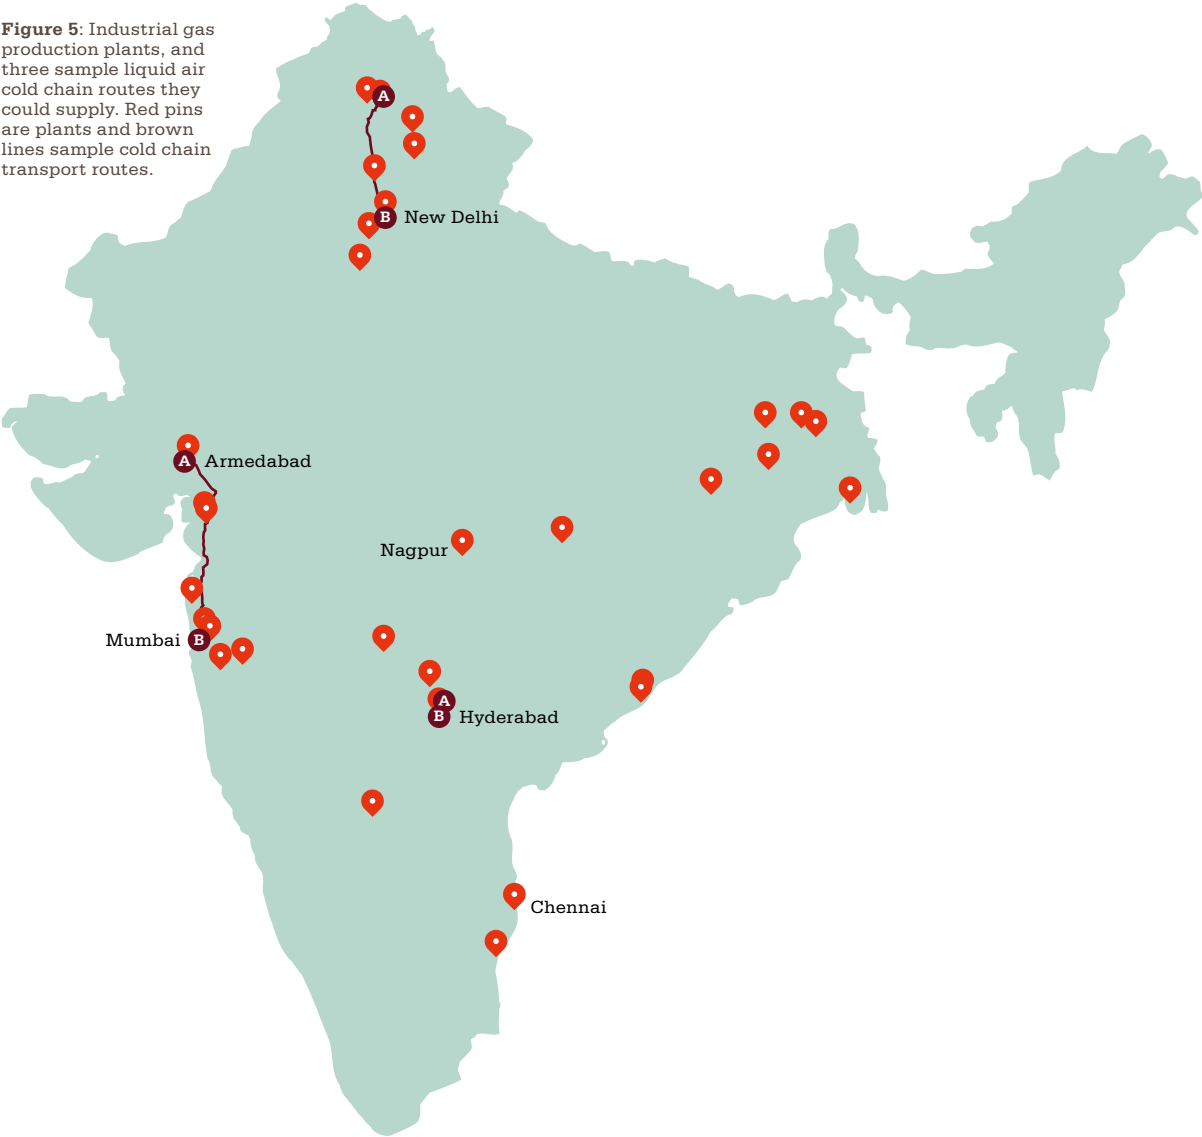 Figure 5: Industrial gas
production plants, and
three sample liquid air
cold chain routes they
could supply. Red pins
are plants and brown
lines sample cold chain
transport routes.
A
B New Delhi
A Armedabad
Nagpur
Mumbai B
A
B Hyderabad
Chennai